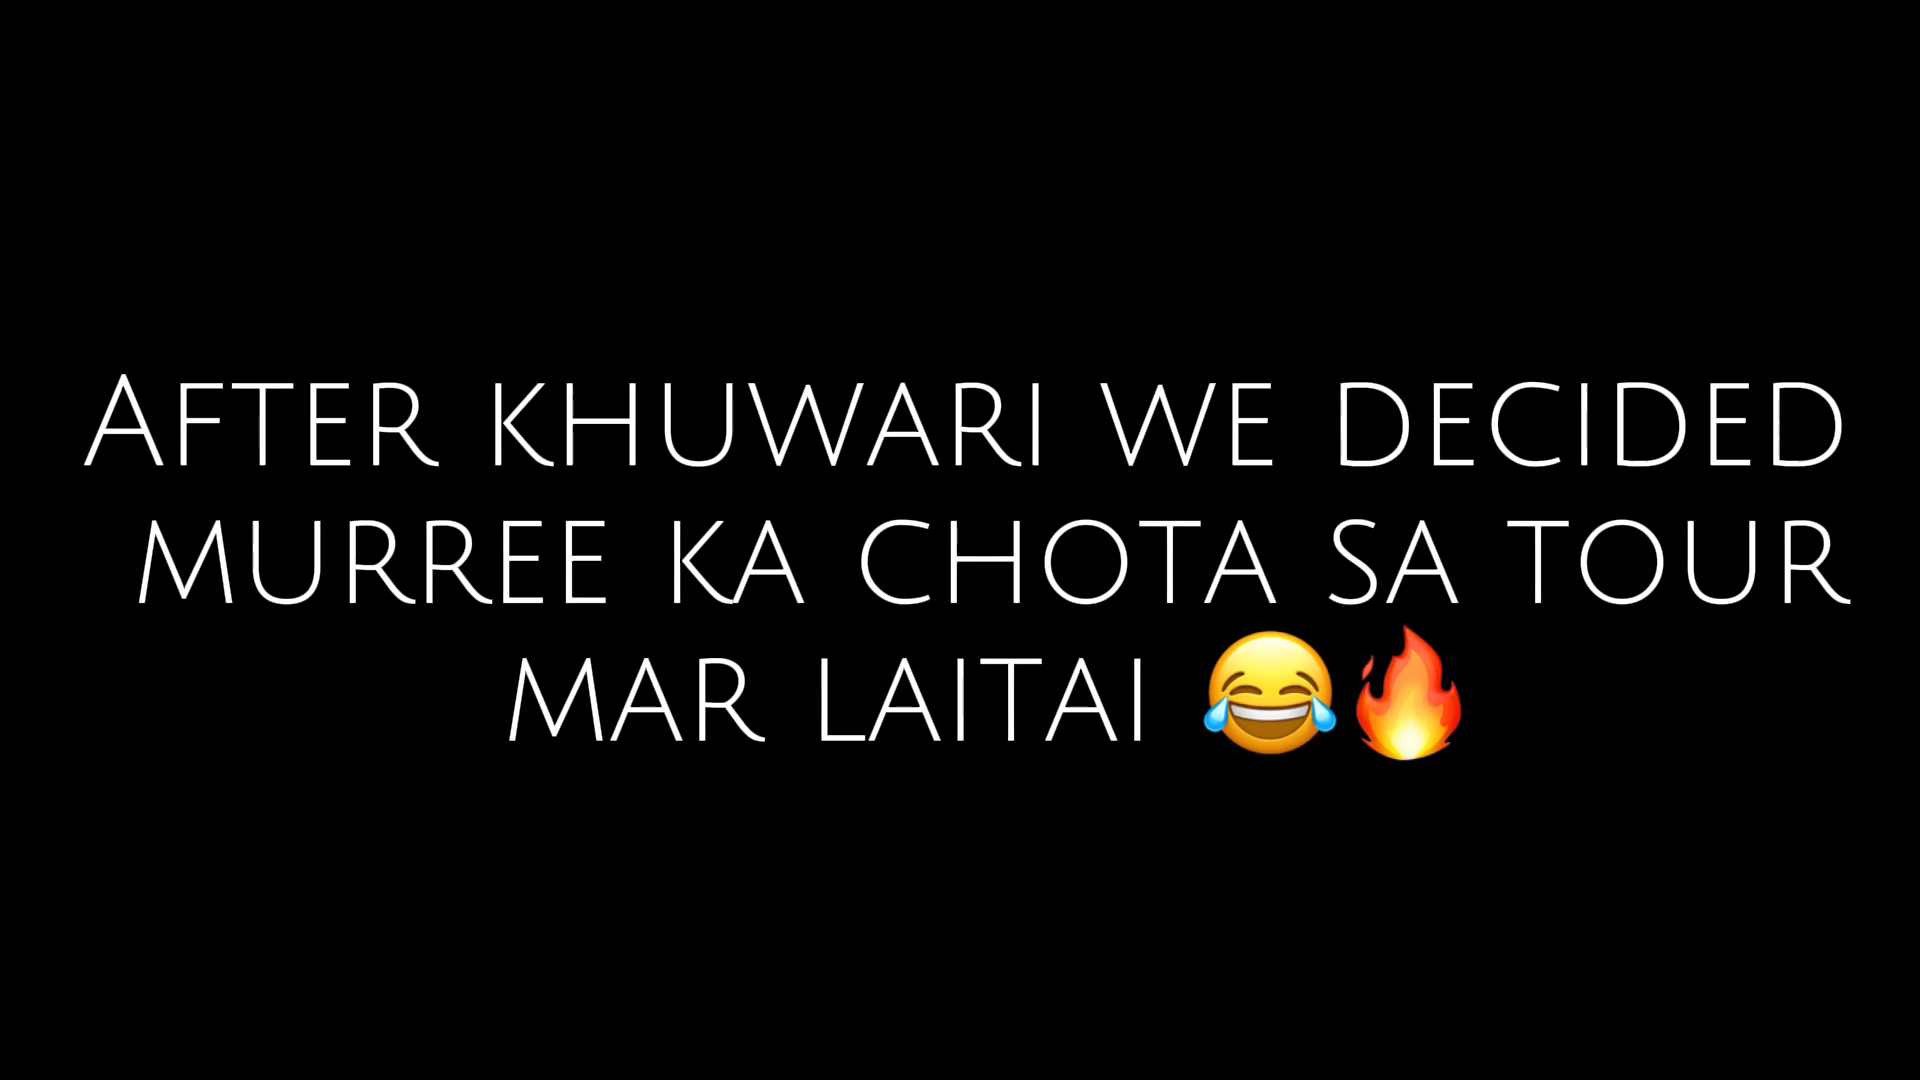 After khuwari we decided
murree ka chota sa tour
mar laitai 😂🔥